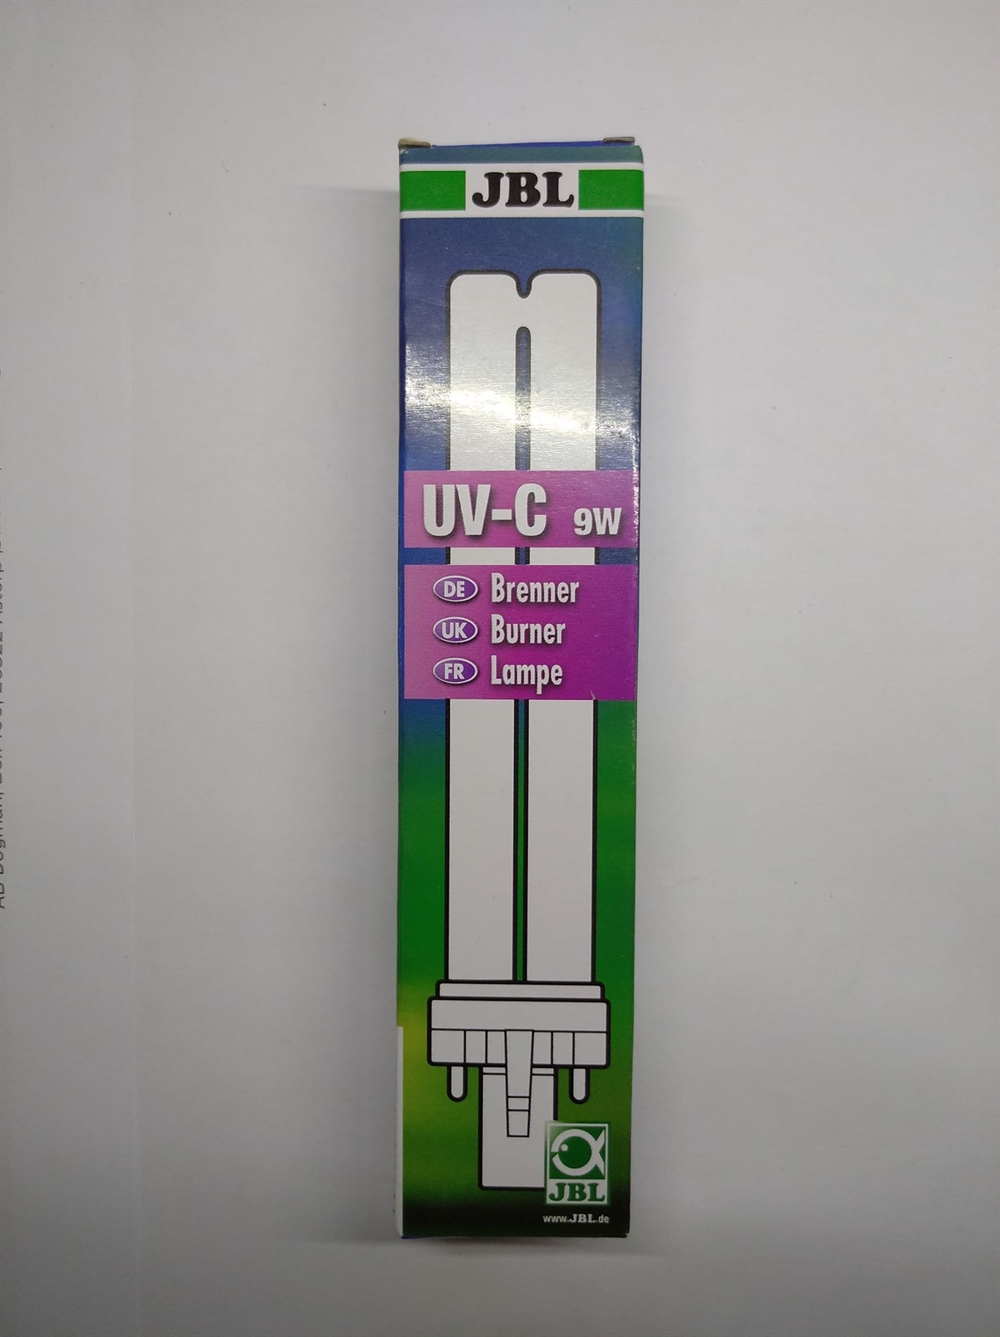 JBL
UV-C 9W
DE Brenner
UK Burner
FR Lampe
JBL
www.JBL.de